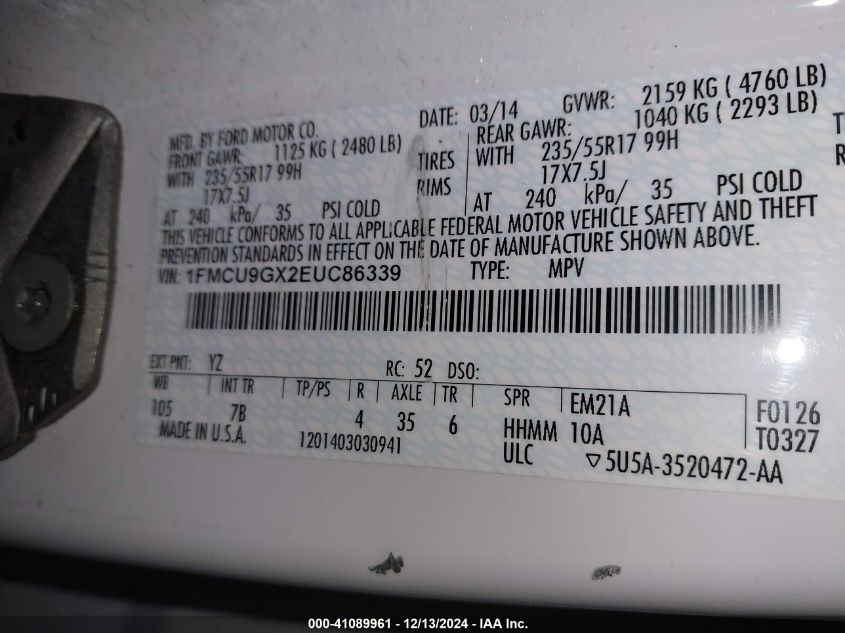 MFD. BY FORD MOTOR CO.
DATE: 03/14 GVWR: 2159 KG ( 4760 LB)
FRONT GAWR: 1125 KG ( 2480 LB)
REAR GAWR: 1040 KG ( 2293 LB)
WITH 235/55R17 99H TIRES WITH 235/55R17 99H
17X7.5J RIMS 17X7.5J
AT 240 kPa/ 35 PSI COLD AT 240 kPa/ 35 PSI COLD
THIS VEHICLE CONFORMS TO ALL APPLICABLE FEDERAL MOTOR VEHICLE SAFETY AND THEFT
PREVENTION STANDARDS IN EFFECT ON THE DATE OF MANUFACTURE SHOWN ABOVE.
VIN: 1FMCU9GX2EUC86339 TYPE: MPV
EXT PNT: YZ RC: 52 DSO:
WB INT TR TP/PS R AXLE TR SPR EM21A F0126
105 7B 4 35 6 HHMM 10A T0327
MADE IN U.S.A. 1201403030941 ULC ▽5U5A-3520472-AA
000-41089961 - 12/13/2024 - IAA Inc.